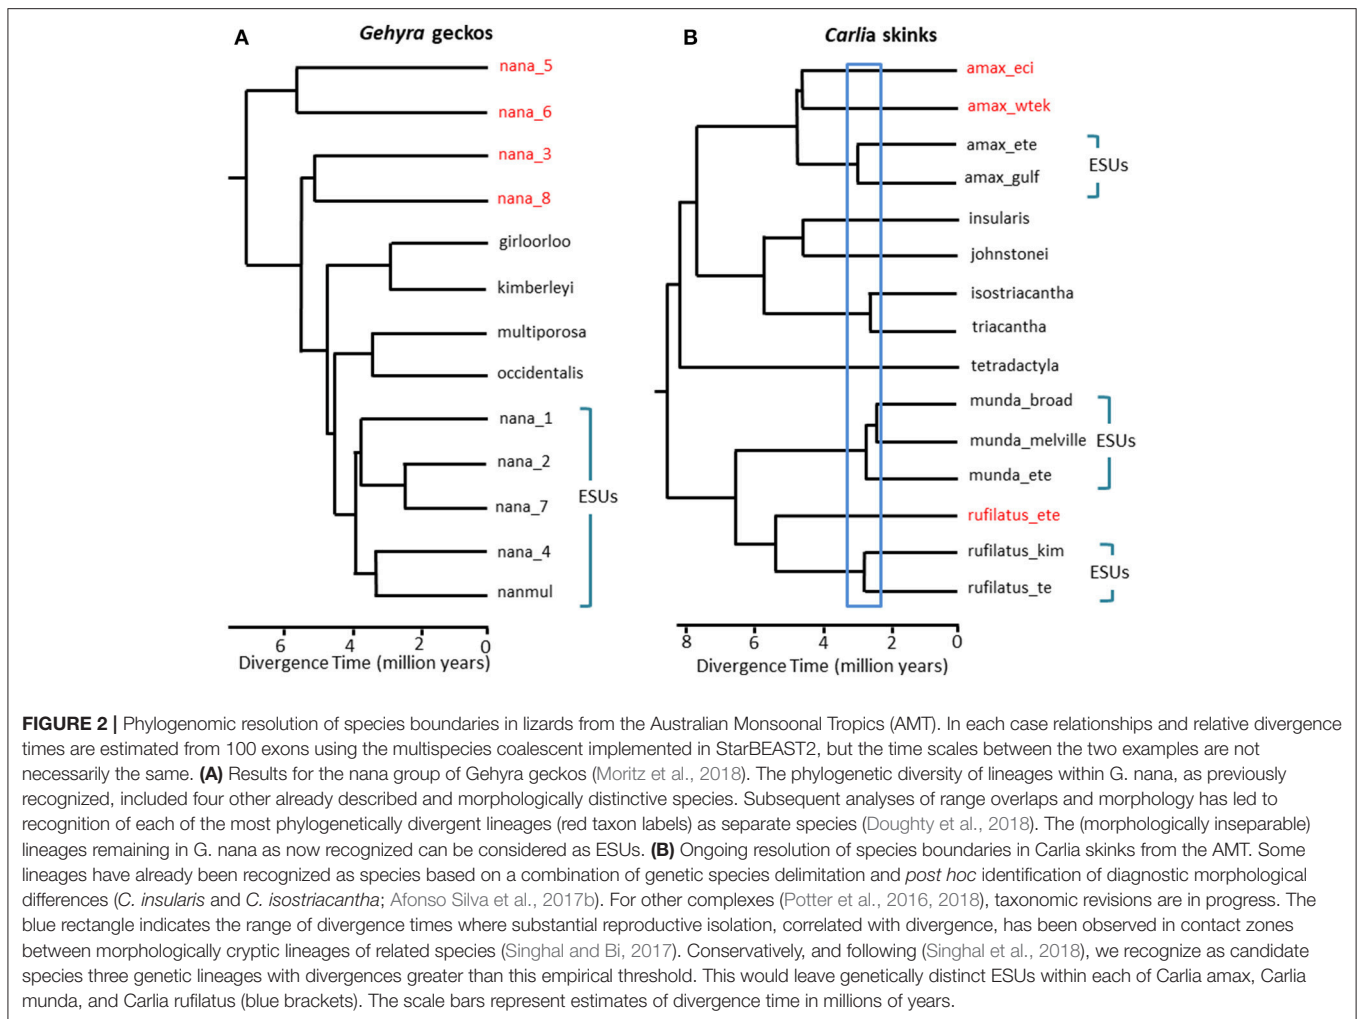 A
Gehyra geckos
nana_5
nana_6
nana_3
nana_8
girloorloo
kimberleyi
multiporosa
occidentalis
nana_1
nana_2
nana_7
nana_4
nanmul
ESUs
6 4 2 0
Divergence Time (million years)
B
Carlia skinks
amax_eci
amax_wtek
amax_ete
amax_gulf
ESUs
insularis
johnstonei
isostriacantha
triacantha
tetradactyla
munda_broad
munda_melville
munda_ete
ESUs
rufilatus_ete
rufilatus_kim
rufilatus_te
ESUs
8 6 4 2 0
Divergence Time (million years)
FIGURE 2 | Phylogenomic resolution of species boundaries in lizards from the Australian Monsoonal Tropics (AMT). In each case relationships and relative divergence
times are estimated from 100 exons using the multispecies coalescent implemented in StarBEAST2, but the time scales between the two examples are not
necessarily the same. (A) Results for the nana group of Gehyra geckos (Moritz et al., 2018). The phylogenetic diversity of lineages within G. nana, as previously
recognized, included four other already described and morphologically distinctive species. Subsequent analyses of range overlaps and morphology has led to
recognition of each of the most phylogenetically divergent lineages (red taxon labels) as separate species (Doughty et al., 2018). The (morphologically inseparable)
lineages remaining in G. nana as now recognized can be considered as ESUs. (B) Ongoing resolution of species boundaries in Carlia skinks from the AMT. Some
lineages have already been recognized as species based on a combination of genetic species delimitation and post hoc identification of diagnostic morphological
differences (C. insularis and C. isostriacantha; Afonso Silva et al., 2017b). For other complexes (Potter et al., 2016, 2018), taxonomic revisions are in progress. The
blue rectangle indicates the range of divergence times where substantial reproductive isolation, correlated with divergence, has been observed in contact zones
between morphologically cryptic lineages of related species (Singhal and Bi, 2017). Conservatively, and following (Singhal et al., 2018), we recognize as candidate
species three genetic lineages with divergences greater than this empirical threshold. This would leave genetically distinct ESUs within each of Carlia amax, Carlia
munda, and Carlia rufilatus (blue brackets). The scale bars represent estimates of divergence time in millions of years.